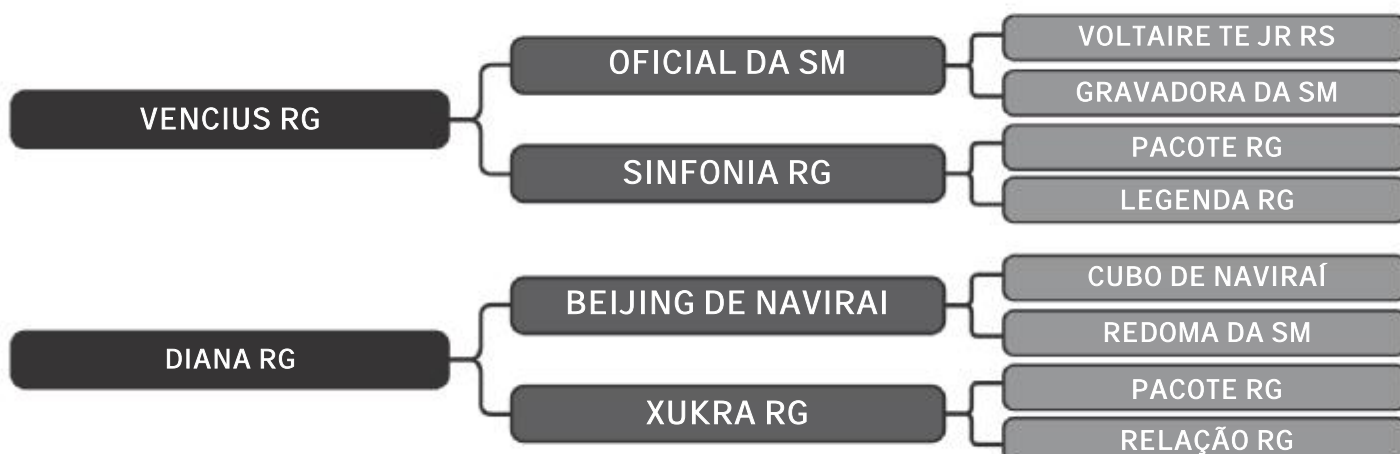 VENCIUS RG
OFICIAL DA SM
VOLTAIRE TE JR RS
GRAVADORA DA SM
SINFONIA RG
PACOTE RG
LEGENDA RG
DIANA RG
BEIJING DE NAVIRAI
CUBO DE NAVIRAÍ
REDOMA DA SM
XUKRA RG
PACOTE RG
RELAÇÃO RG